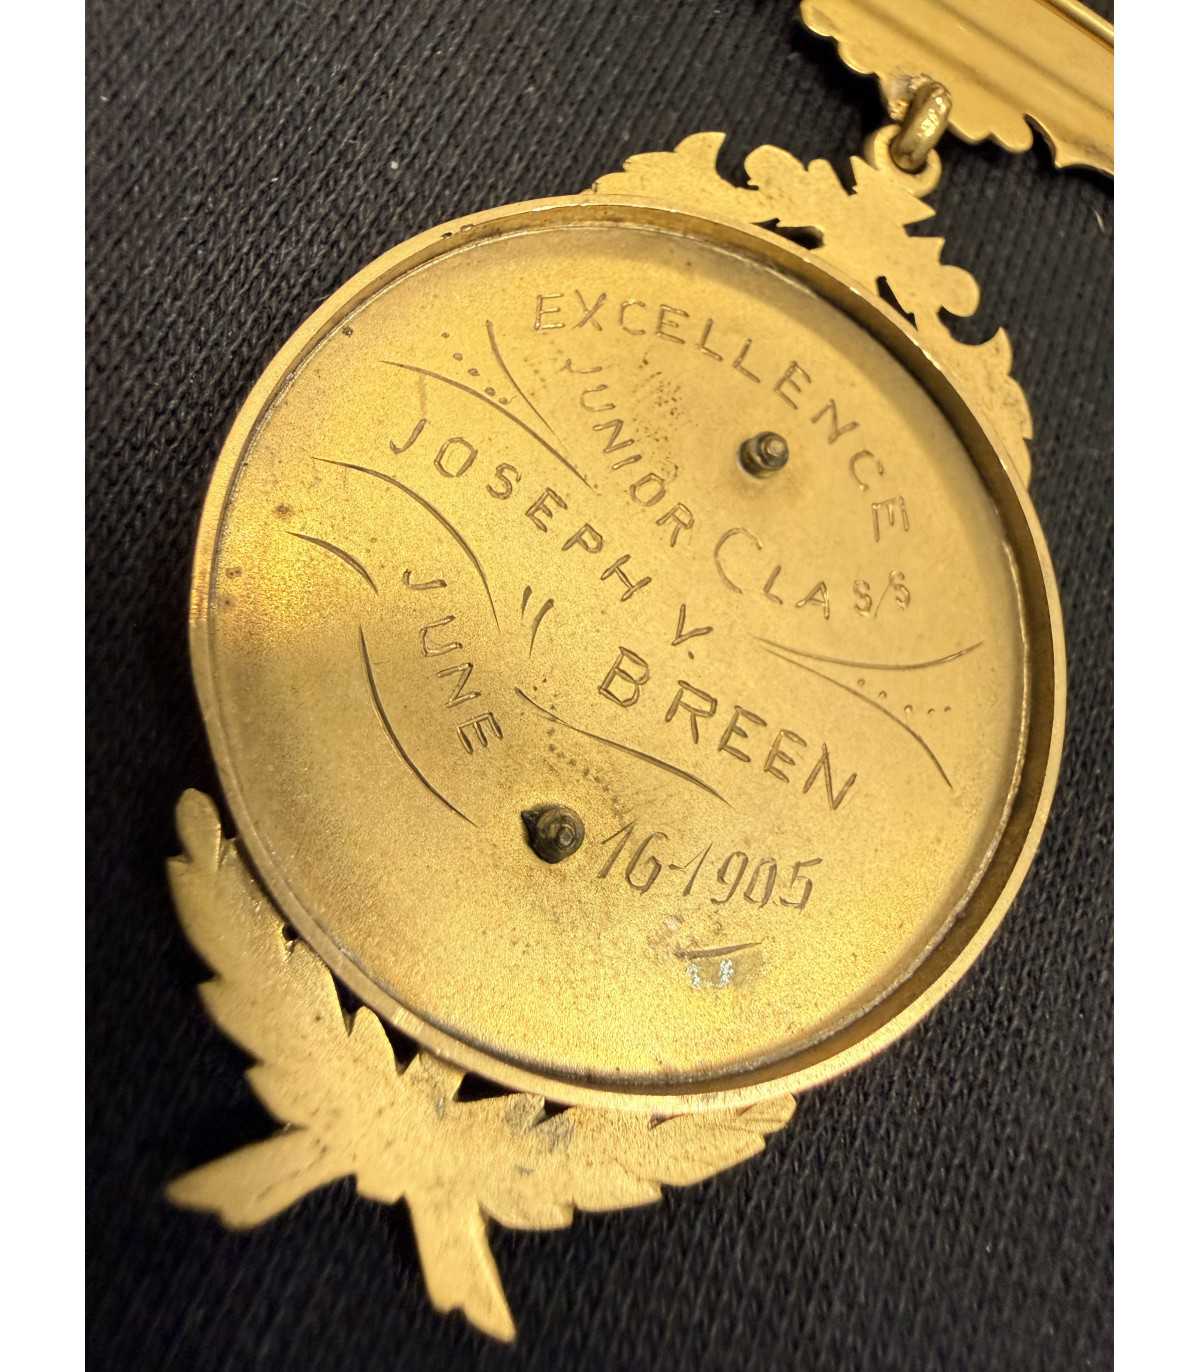 EXCELLENCE
JUNIOR CLASS
JOSEPH V.
BREEN
JUNE 16-1905